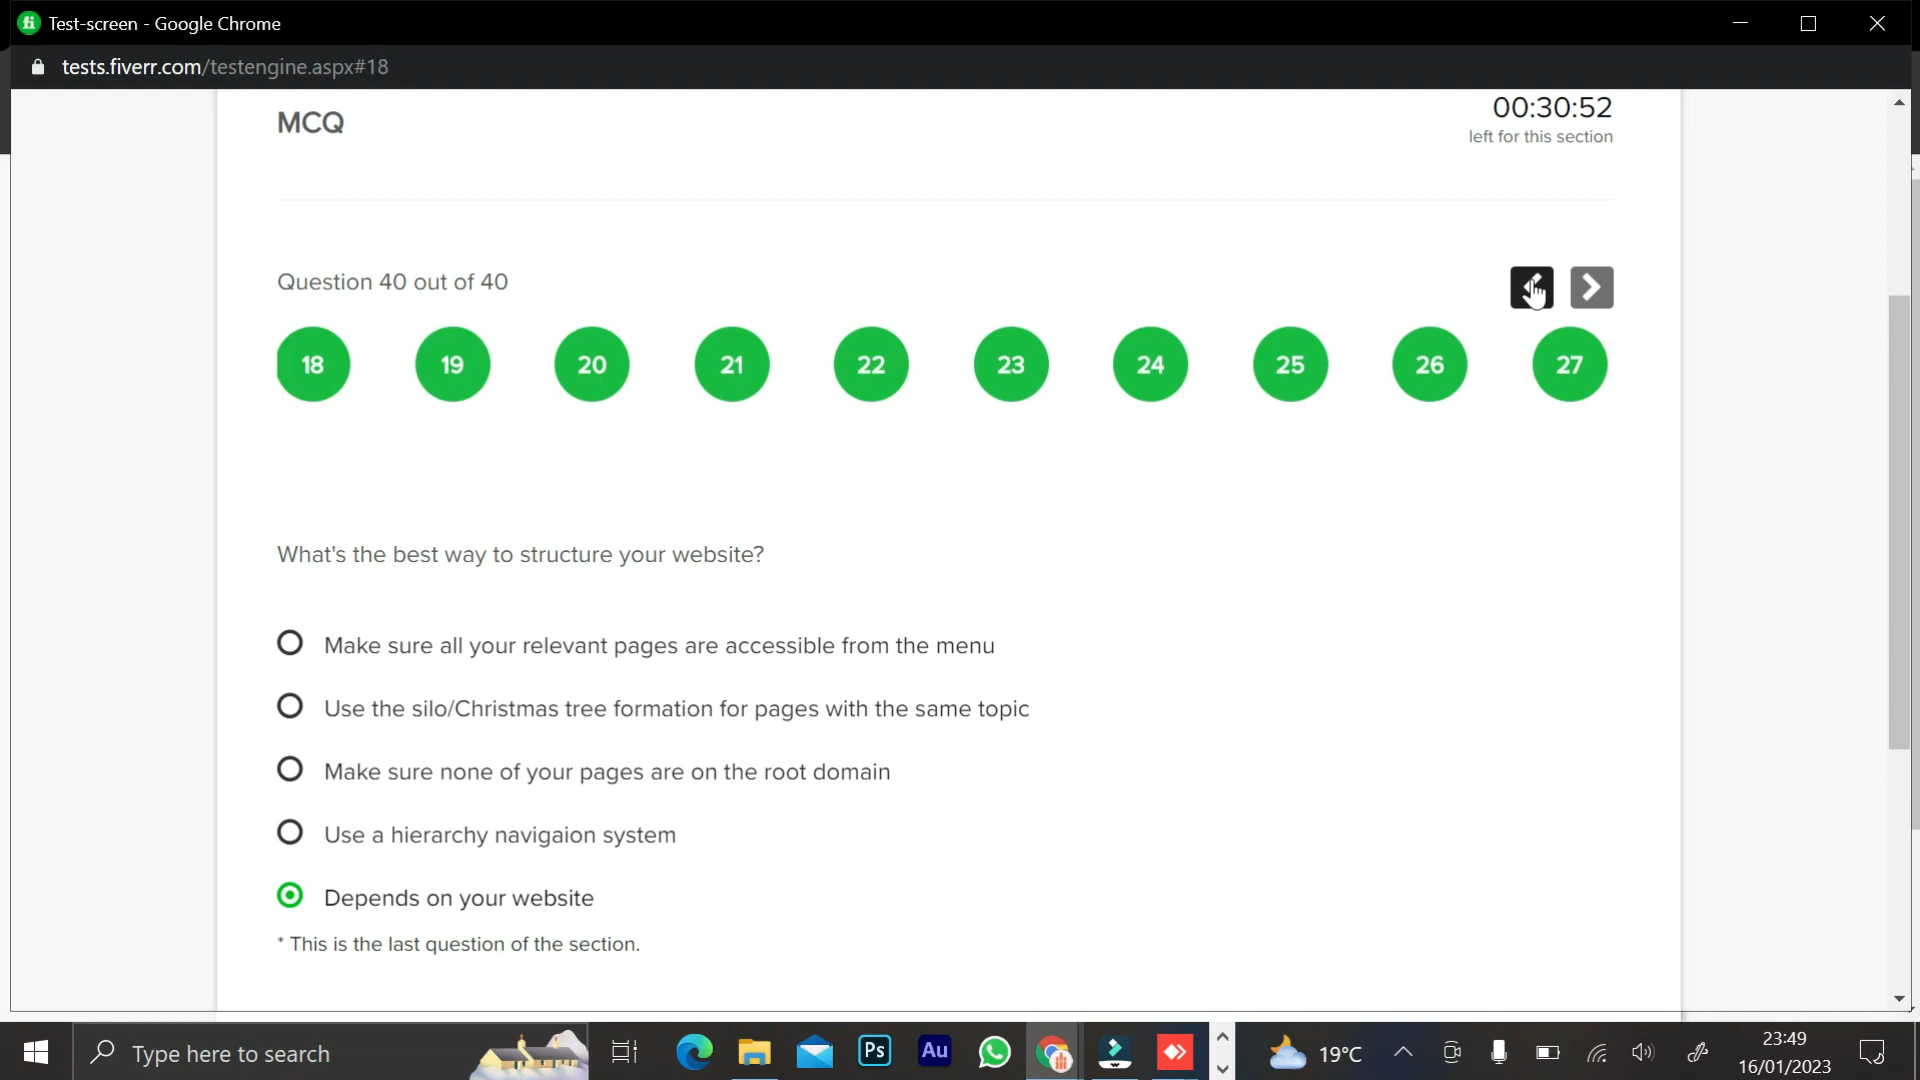 fi Test-screen - Google Chrome
tests.fiverr.com/testengine.aspx#18
MCQ
00:30:52
left for this section
Question 40 out of 40
18 19 20 21 22 23 24 25 26 27
What's the best way to structure your website?
Make sure all your relevant pages are accessible from the menu
Use the silo/Christmas tree formation for pages with the same topic
Make sure none of your pages are on the root domain
Use a hierarchy navigaion system
Depends on your website
* This is the last question of the section.
Type here to search
Ps
Au
19°C
23:49
16/01/2023